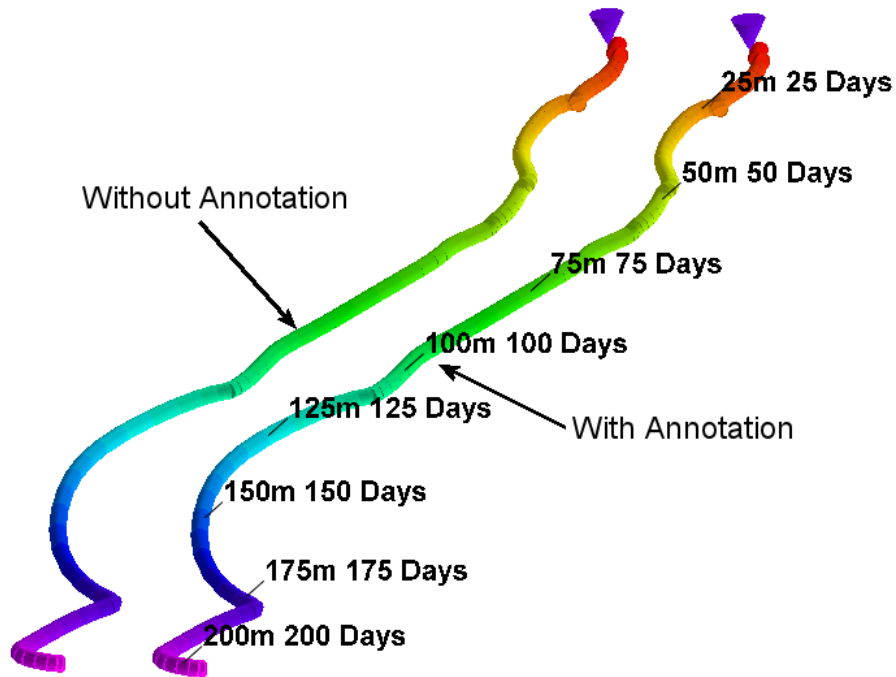 25m 25 Days
50m 50 Days
Without Annotation
75m 75 Days
100m 100 Days
125m 125 Days
With Annotation
150m 150 Days
175m 175 Days
200m 200 Days